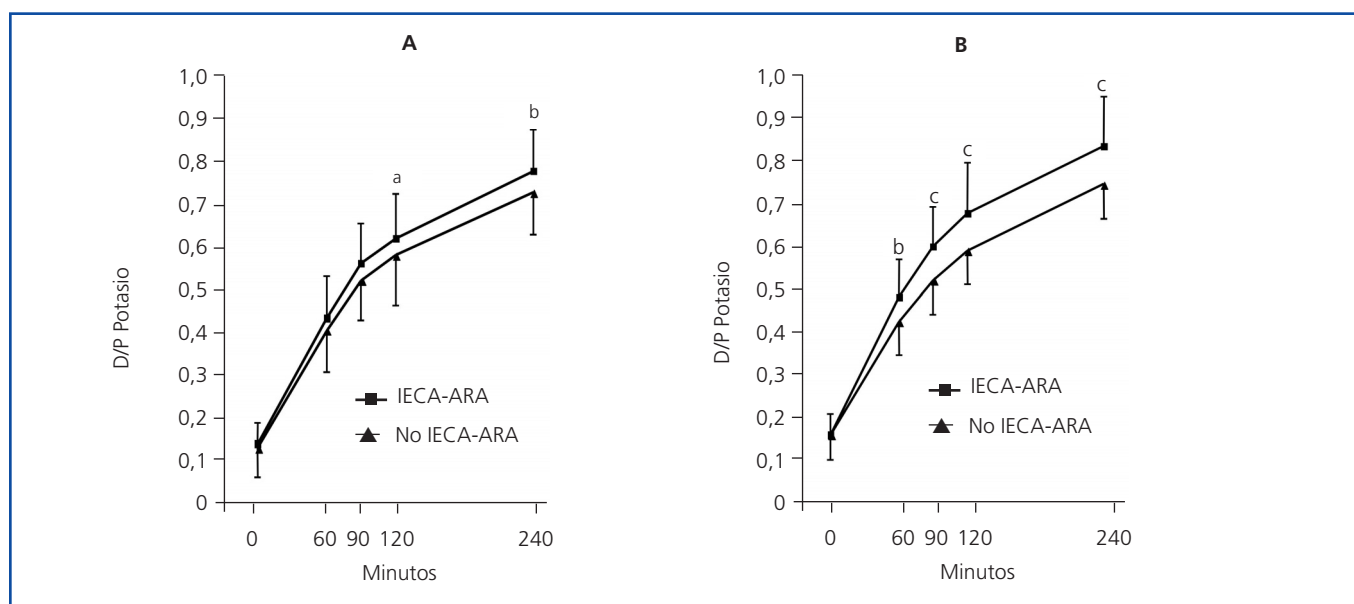 A
1,0
0,9
0,8
0,7
0,6
0,5
0,4
0,3
0,2
0,1
0
D/P Potasio
b
a
IECA-ARA
No IECA-ARA
0 60 90 120 240
Minutos
B
1,0
0,9
0,8
0,7
0,6
0,5
0,4
0,3
0,2
0,1
0
D/P Potasio
c
c
c
b
IECA-ARA
No IECA-ARA
0 60 90 120 240
Minutos